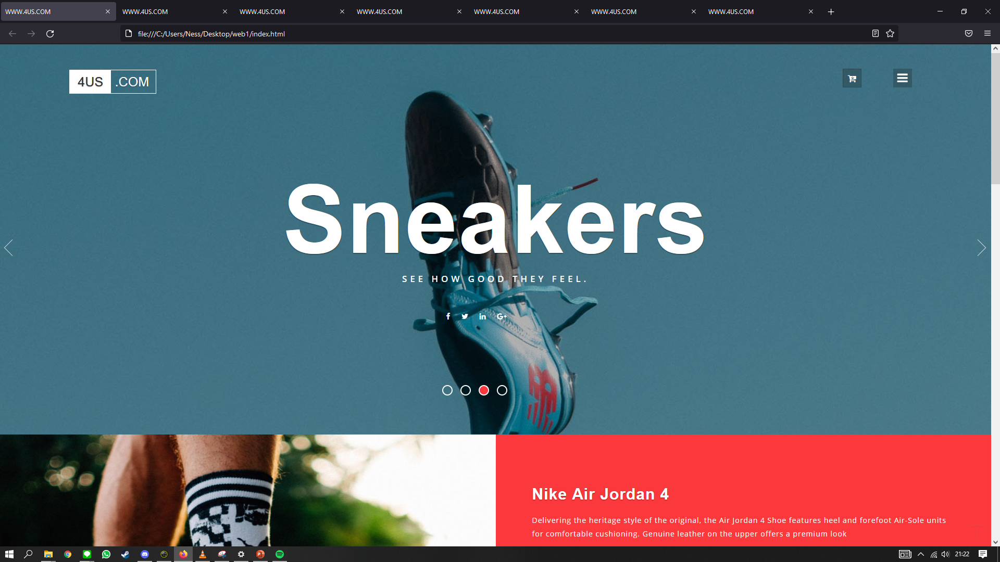 WWW.4US.COM WWW.4US.COM WWW.4US.COM WWW.4US.COM WWW.4US.COM WWW.4US.COM WWW.4US.COM
file:///C:/Users/Ness/Desktop/web1/index.html
4US .COM
Sneakers
SEE HOW GOOD THEY FEEL.
Nike Air Jordan 4
Delivering the heritage style of the original, the Air Jordan 4 Shoe features heel and forefoot Air-Sole units
for comfortable cushioning. Genuine leather on the upper offers a premium look
21:22